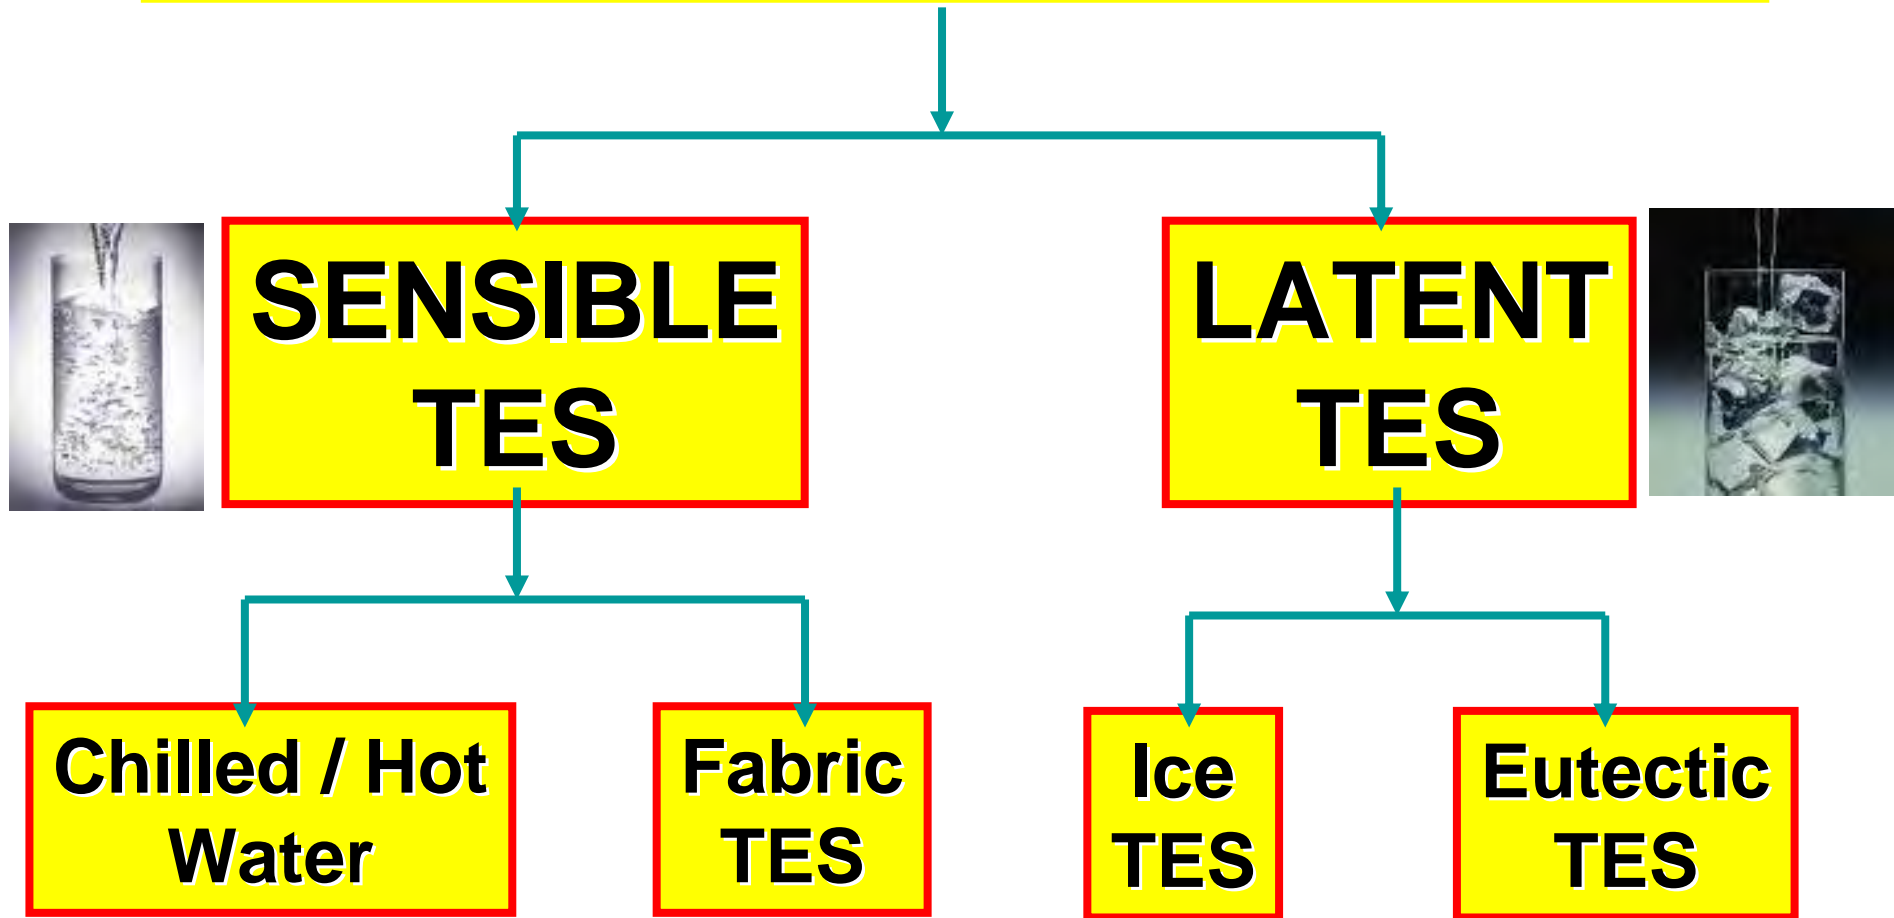 SENSIBLE
TES
LATENT
TES
Chilled / Hot
Water
Fabric
TES
Ice
TES
Eutectic
TES